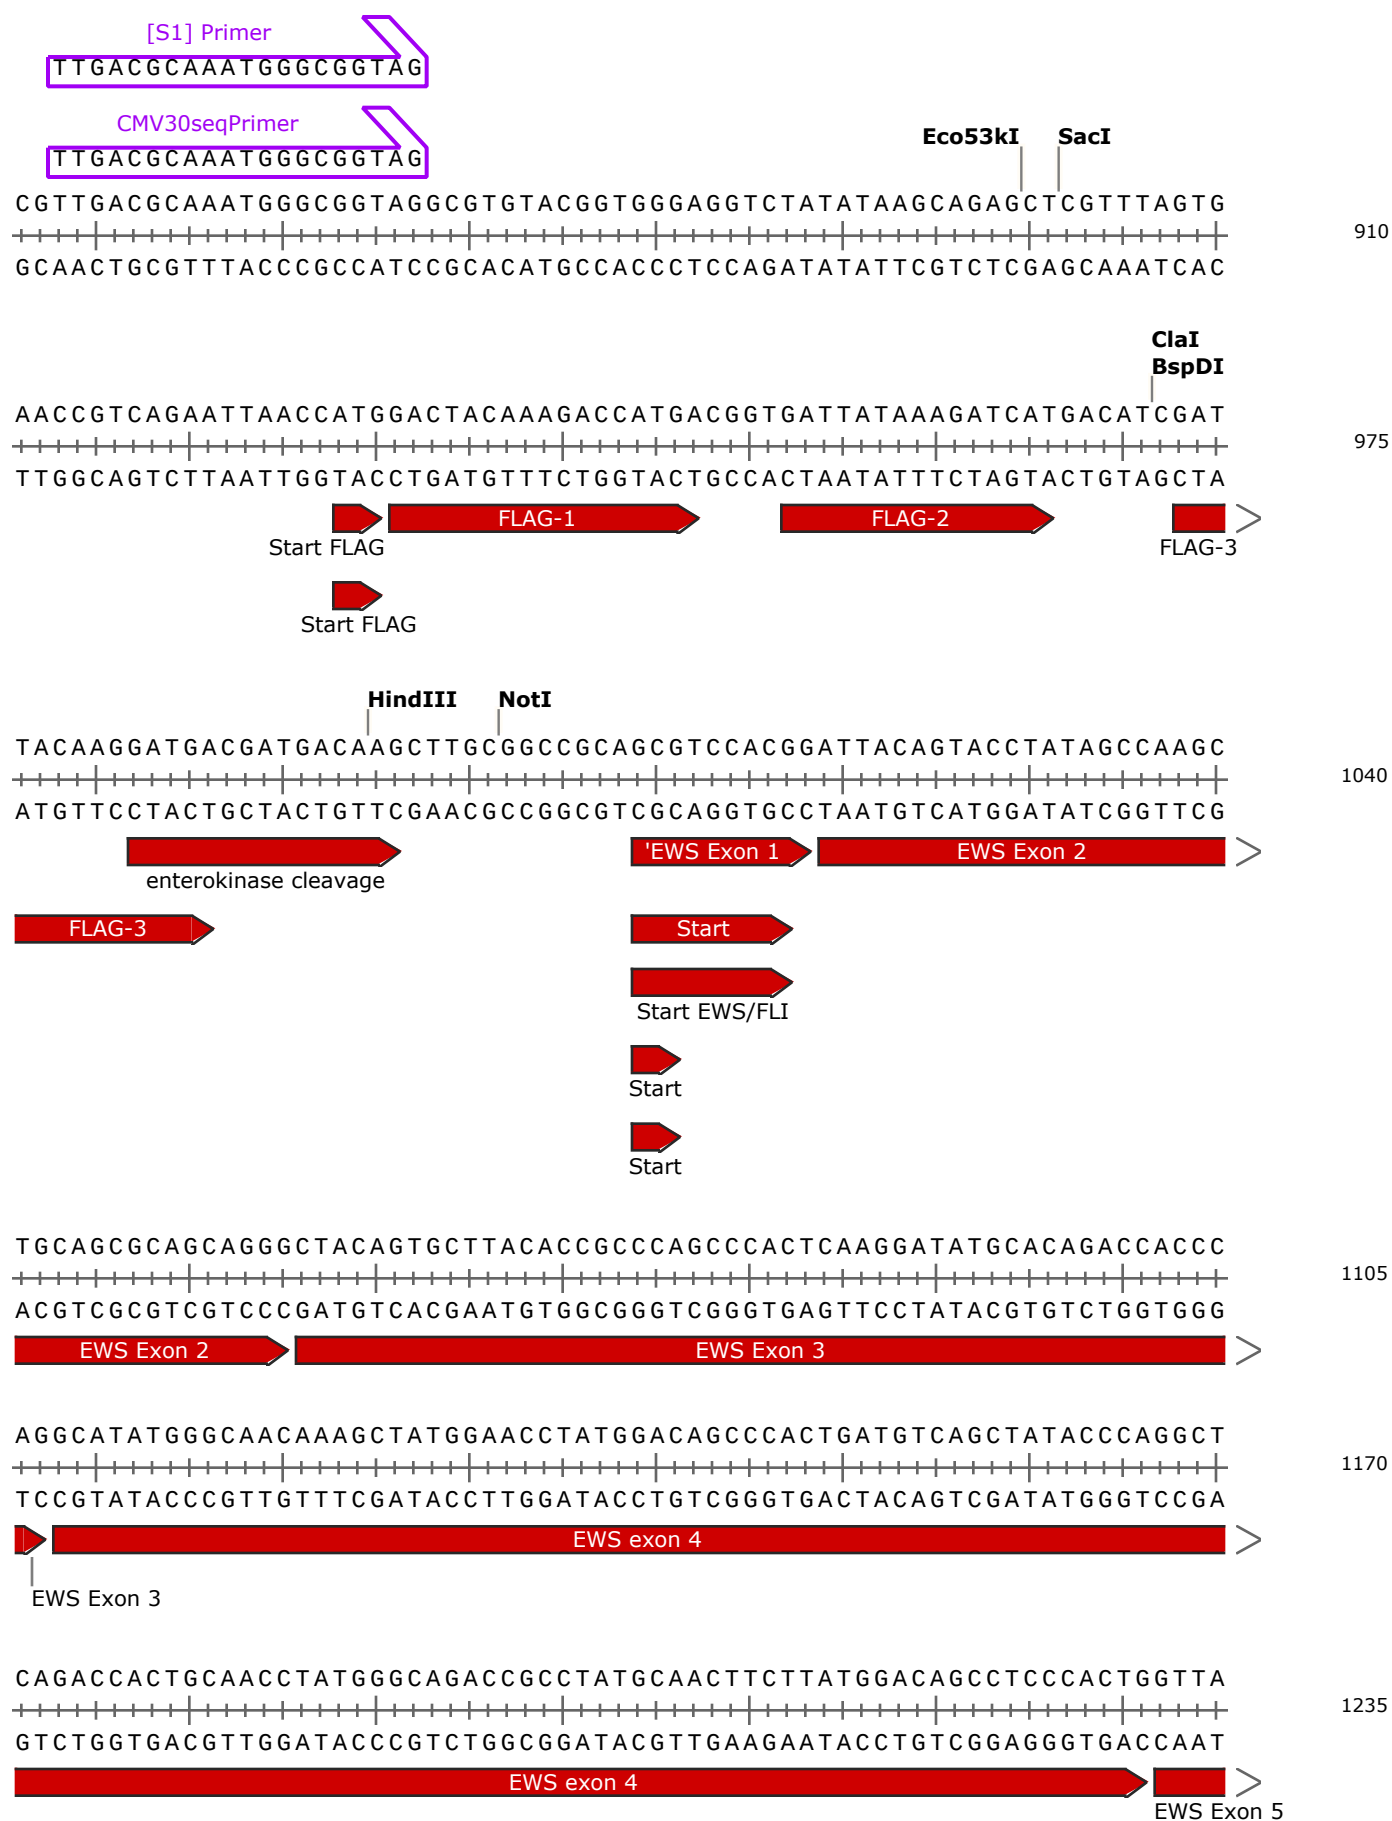 [S1] Primer
TTGACGCAAATGGGCGGTAG
CMV30seqPrimer
TTGACGCAAATGGGCGGTAG
Eco53kI SacI
CGTTGACGCAAATGGGCGGTAGGCGTGTACGGTGGGAGGTCTATATAAGCAGAGCTCGTTTAGTG
910
GCAACTGCGTTTACCCGCCATCCGCACATGCCACCCTCCAGATATATTCGTCTCGAGCAAATCAC
ClaI
BspDI
AACCGTCAGAATTAACCATGGACTACAAAGACCATGACGGTGATTATAAAGATCATGACATCGAT
975
TTGGCAGTCTTAATTGGTACCTGATGTTTCTGGTACTGCCACTAATATTTCTAGTACTGTAGCTA
FLAG-1 FLAG-2
Start FLAG FLAG-3
Start FLAG
HindIII NotI
TACAAGGATGACGATGACAAGCTTGCGGCCGCAGCGTCCACGGATTACAGTACCTATAGCCAAGC
1040
ATGTTCCTACTGCTACTGTTCGAACGCCGGCGTCGCAGGTGCCTAATGTCATGGATATCGGTTCG
'EWS Exon 1 EWS Exon 2
enterokinase cleavage
FLAG-3 Start
Start EWS/FLI
Start
Start
TGCAGCGCAGCAGGGCTACAGTGCTTACACCGCCCAGCCCACTCAAGGATATGCACAGACCACCC
1105
ACGTCGCGTCGTCCCGATGTCACGAATGTGGCGGGTCGGGTGAGTTCCTATACGTGTCTGGTGGG
EWS Exon 2 EWS Exon 3
AGGCATATGGGCAACAAAGCTATGGAACCTATGGACAGCCCACTGATGTCAGCTATACCCAGGCT
1170
TCCGTATACCCGTTGTTTCGATACCTTGGATACCTGTCGGGTGACTACAGTCGATATGGGTCCGA
EWS exon 4
EWS Exon 3
CAGACCACTGCAACCTATGGGCAGACCGCCTATGCAACTTCTTATGGACAGCCTCCCACTGGTTA
1235
GTCTGGTGACGTTGGATACCCGTCTGGCGGATACGTTGAAGAATACCTGTCGGAGGGTGACCAAT
EWS exon 4
EWS Exon 5